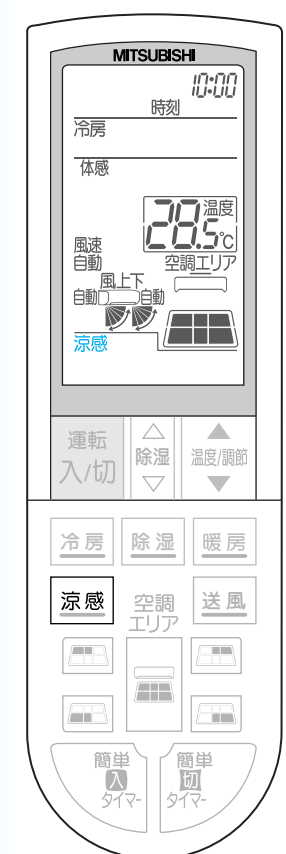 MITSUBISHI
10:00
時刻
冷房
体感
28.5℃ 温度
風速
自動
空調エリア
風上下
自動 自動
涼感
運転
入/切
除湿
温度/調節
冷房 除湿 暖房
涼感 空調
エリア 送風
簡単
入
タイマー
簡単
切
タイマー